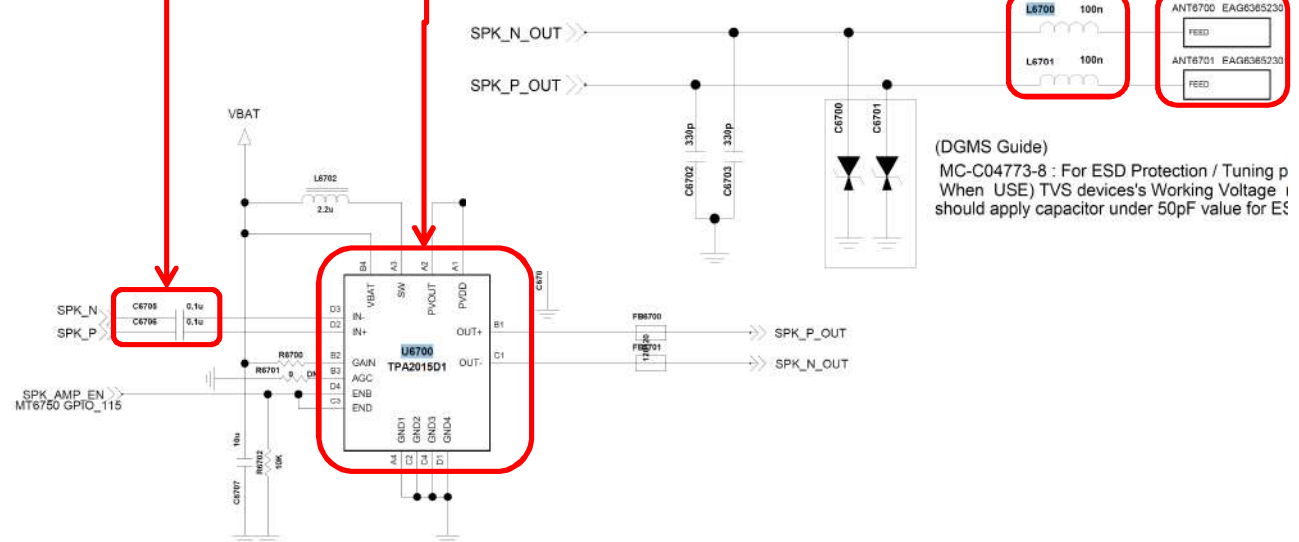 L6700 100n ANT6700 EAG6365230
SPK_N_OUT FEED
L6701 100n ANT6701 EAG6365230
SPK_P_OUT FEED
VBAT
C6700 C6701
330p 330p
C6702 C6703
(DGMS Guide)
MC-C04773-8 : For ESD Protection / Tuning p
When USE) TVS devices's Working Voltage
should apply capacitor under 50pF value for ES
L6702
2.2u
B4 A3 A2 A1
VBAT SW PVOUT PVDD
C670
SPK_N C6705 0.1u D3 IN-
SPK_P C6706 0.1u D2 IN+
OUT+ B1 FB6700 SPK_P_OUT
U6700
TPA2015D1
OUT- C1 SPK_N_OUT
R6700 B2 GAIN
R6701 0 B3 AGC
SPK_AMP_EN D4 ENB
MT6750 GPIO_115 C3 END
GND1 GND2 GND3 GND4
A4 C2 C4 D1
10u
R6702 10K
C6707